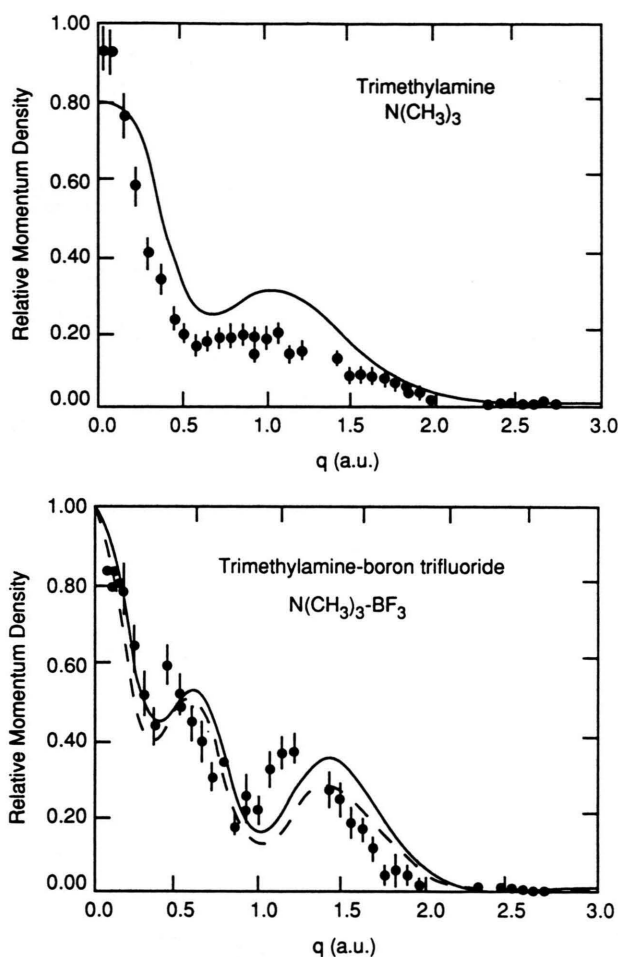 1.00
0.80
0.60
0.40
0.20
0.00
Relative Momentum Density
Trimethylamine
N(CH3)3
0.0 0.5 1.0 1.5 2.0 2.5 3.0
q (a.u.)
1.00
0.80
0.60
0.40
0.20
0.00
Relative Momentum Density
Trimethylamine-boron trifluoride
N(CH3)3-BF3
0.0 0.5 1.0 1.5 2.0 2.5 3.0
q (a.u.)